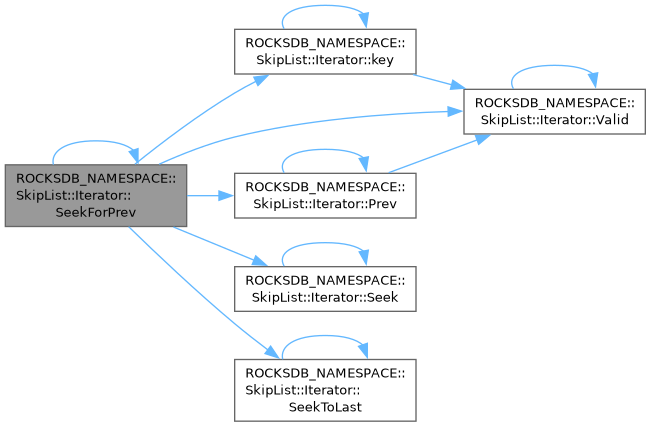 ROCKSDB_NAMESPACE::
SkipList::Iterator::key
ROCKSDB_NAMESPACE::
SkipList::Iterator::Valid
ROCKSDB_NAMESPACE::
SkipList::Iterator::
SeekForPrev
ROCKSDB_NAMESPACE::
SkipList::Iterator::Prev
ROCKSDB_NAMESPACE::
SkipList::Iterator::Seek
ROCKSDB_NAMESPACE::
SkipList::Iterator::
SeekToLast